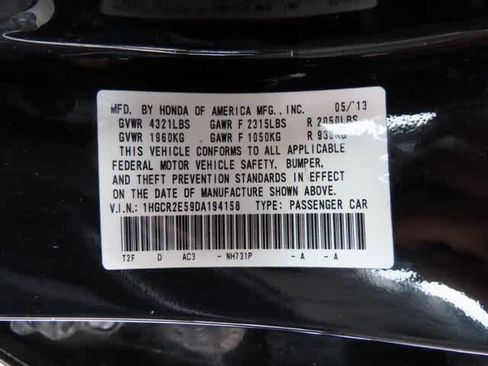 MFD. BY HONDA OF AMERICA MFG., INC. 05/13
GVWR 4321LBS GAWR F 2315LBS R 2050LBS
GVWR 1960KG GAWR F 1050KG R 930KG
THIS VEHICLE CONFORMS TO ALL APPLICABLE
FEDERAL MOTOR VEHICLE SAFETY, BUMPER,
AND THEFT PREVENTION STANDARDS IN EFFECT
ON THE DATE OF MANUFACTURE SHOWN ABOVE.
V.I.N.: 1HGCR2E59DA194158 TYPE: PASSENGER CAR
T2F D AC3 - NH731P - A - A